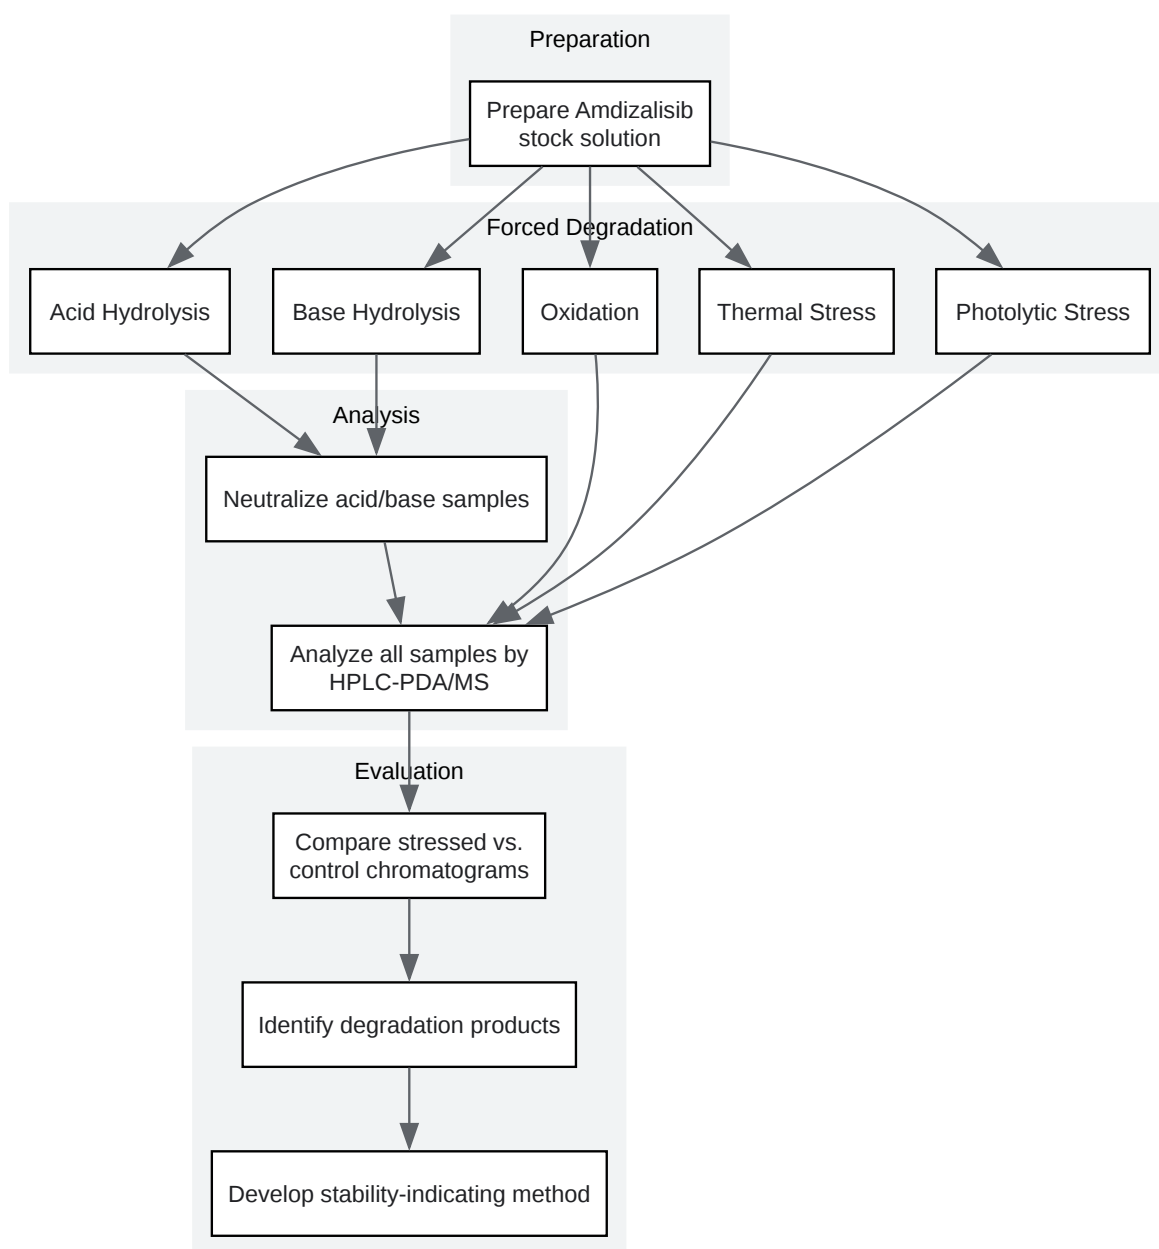 Preparation
Prepare Amdizalisib
stock solution
Forced Degradation
Acid Hydrolysis
Base Hydrolysis
Oxidation
Thermal Stress
Photolytic Stress
Analysis
Neutralize acid/base samples
Analyze all samples by
HPLC-PDA/MS
Evaluation
Compare stressed vs.
control chromatograms
Identify degradation products
Develop stability-indicating method